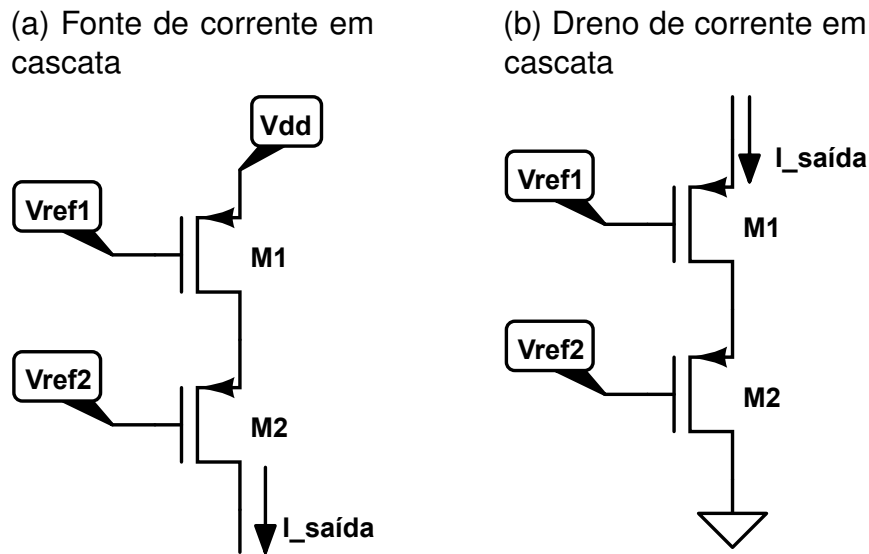 (a) Fonte de corrente em
cascata
Vdd
Vref1
M1
Vref2
M2
I_saída
(b) Dreno de corrente em
cascata
I_saída
Vref1
M1
Vref2
M2